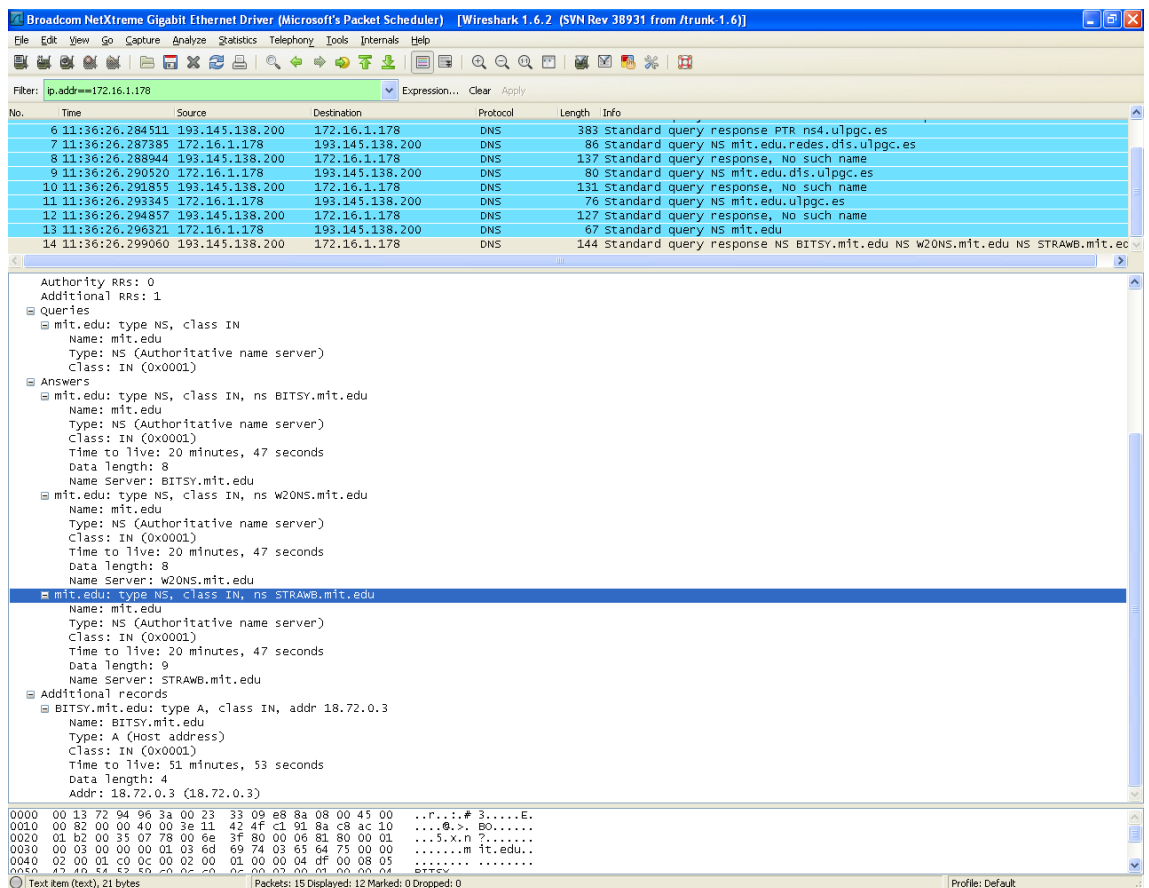 Broadcom NetXtreme Gigabit Ethernet Driver (Microsoft's Packet Scheduler) [Wireshark 1.6.2 (SVN Rev 38931 from /trunk-1.6)]
File Edit View Go Capture Analyze Statistics Telephony Tools Internals Help
Filter: ip.addr==172.16.1.178 Expression... Clear Apply
No. Time Source Destination Protocol Length Info
6 11:36:26.284511 193.145.138.200 172.16.1.178 DNS 383 Standard query response PTR ns4.ulpgc.es
7 11:36:26.287385 172.16.1.178 193.145.138.200 DNS 86 Standard query NS mit.edu.redes.dis.ulpgc.es
8 11:36:26.288944 193.145.138.200 172.16.1.178 DNS 137 Standard query response, No such name
9 11:36:26.290520 172.16.1.178 193.145.138.200 DNS 80 Standard query NS mit.edu.dis.ulpgc.es
10 11:36:26.291855 193.145.138.200 172.16.1.178 DNS 131 Standard query response, No such name
11 11:36:26.293345 172.16.1.178 193.145.138.200 DNS 76 Standard query NS mit.edu.ulpgc.es
12 11:36:26.294857 193.145.138.200 172.16.1.178 DNS 127 Standard query response, No such name
13 11:36:26.296321 172.16.1.178 193.145.138.200 DNS 67 Standard query NS mit.edu
14 11:36:26.299060 193.145.138.200 172.16.1.178 DNS 144 Standard query response NS BITSY.mit.edu NS W20NS.mit.edu NS STRAWB.mit.ed
Authority RRs: 0
Additional RRs: 1
Queries
mit.edu: type NS, class IN
Name: mit.edu
Type: NS (Authoritative name server)
Class: IN (0x0001)
Answers
mit.edu: type NS, class IN, ns BITSY.mit.edu
Name: mit.edu
Type: NS (Authoritative name server)
Class: IN (0x0001)
Time to live: 20 minutes, 47 seconds
Data length: 8
Name Server: BITSY.mit.edu
mit.edu: type NS, class IN, ns W20NS.mit.edu
Name: mit.edu
Type: NS (Authoritative name server)
Class: IN (0x0001)
Time to live: 20 minutes, 47 seconds
Data length: 8
Name Server: W20NS.mit.edu
mit.edu: type NS, class IN, ns STRAWB.mit.edu
Name: mit.edu
Type: NS (Authoritative name server)
Class: IN (0x0001)
Time to live: 20 minutes, 47 seconds
Data length: 9
Name Server: STRAWB.mit.edu
Additional records
BITSY.mit.edu: type A, class IN, addr 18.72.0.3
Name: BITSY.mit.edu
Type: A (Host address)
Class: IN (0x0001)
Time to live: 51 minutes, 53 seconds
Data length: 4
Addr: 18.72.0.3 (18.72.0.3)
0000 00 13 72 94 96 3a 00 23 33 09 e8 8a 08 00 45 00 ..r..:.# 3.....E.
0010 00 82 00 00 40 00 3e 11 42 4f c1 91 8a c8 ac 10 ....@.>. BO......
0020 01 b2 00 35 07 78 00 6e 3f 80 00 06 81 80 00 01 ...5.x.n ?.......
0030 00 03 00 00 00 01 03 6d 69 74 03 65 64 75 00 00 .......m it.edu..
0040 02 00 01 c0 0c 00 02 00 01 00 00 04 df 00 08 05 ........ ........
0050 42 49 54 53 59 c0 0c c0 0c 00 02 00 01 00 00 04 BITSY
Text item (text), 21 bytes Packets: 15 Displayed: 12 Marked: 0 Dropped: 0 Profile: Default